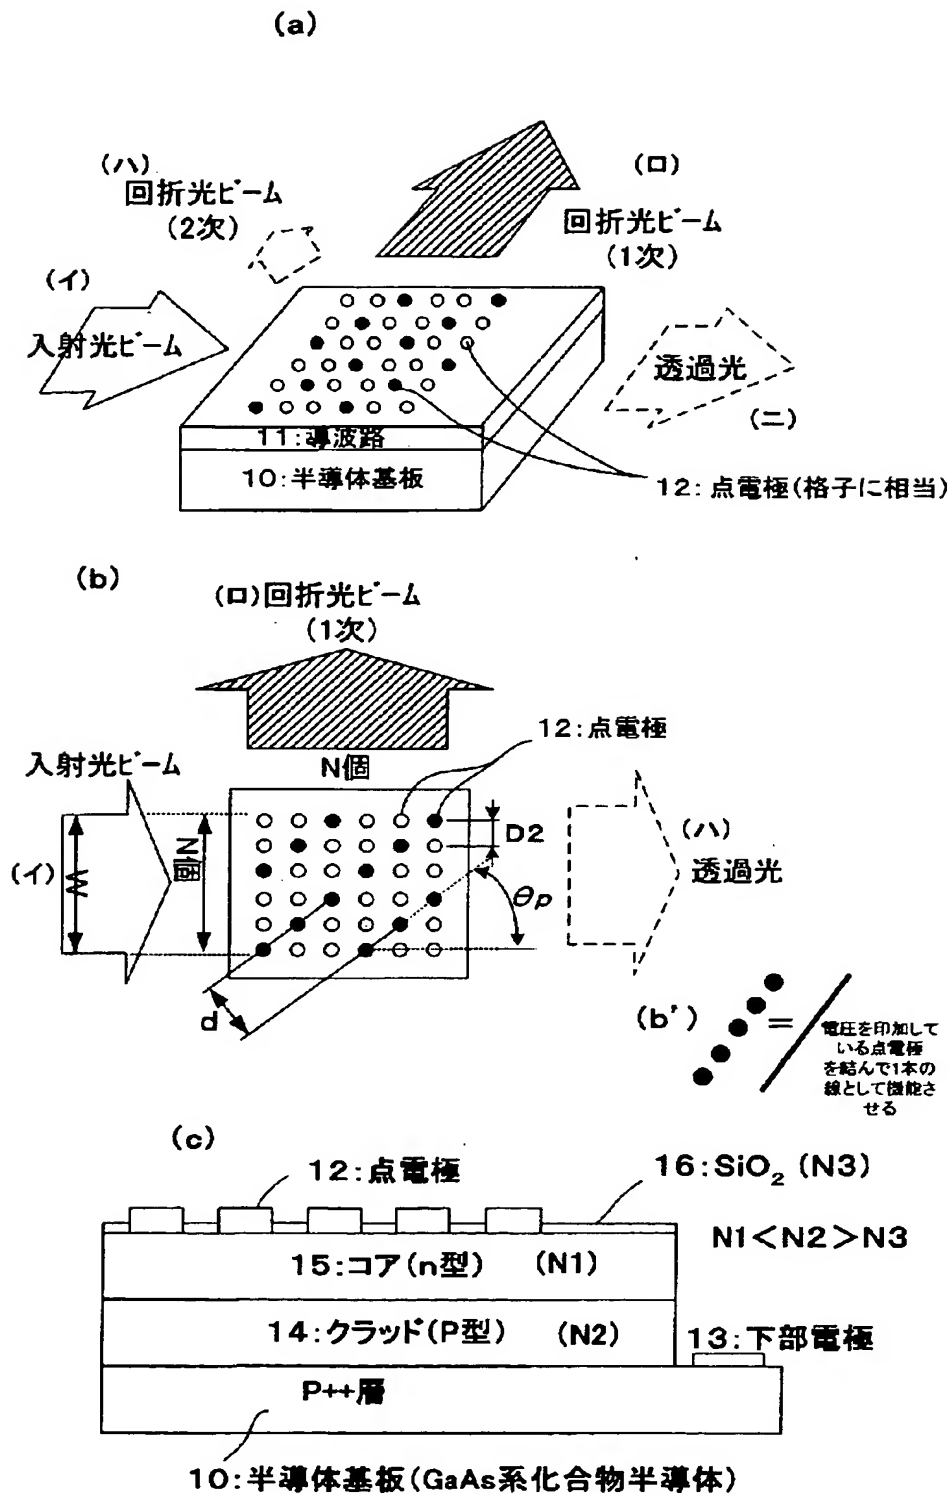 (a)
(ハ)
回折光ビーム
(2次)
(ロ)
回折光ビーム
(1次)
(イ)
入射光ビーム
透過光
(ニ)
11:導波路
10:半導体基板
12:点電極(格子に相当)
(b)
(ロ)回折光ビーム
(1次)
12:点電極
N個
入射光ビーム
(イ)
W
N個
D2
θp
(ハ)
透過光
d
(b')
=
電圧を印加して
いる点電極
を結んで1本の
線として機能さ
せる
(c)
12:点電極
16:SiO₂(N3)
N1<N2>N3
15:コア(n型) (N1)
14:クラッド(P型) (N2)
13:下部電極
P++層
10:半導体基板(GaAs系化合物半導体)